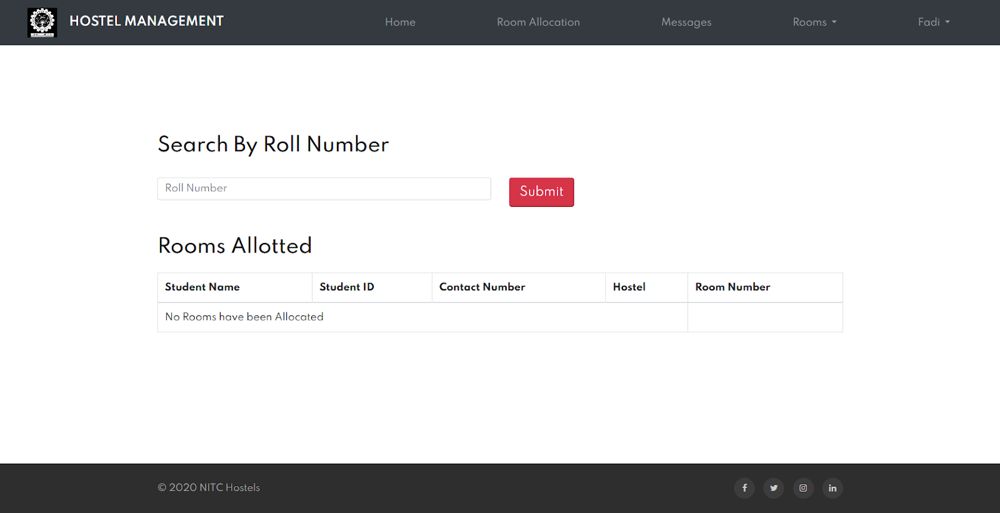 HOSTEL MANAGEMENT Home Room Allocation Messages Rooms Fadi
Search By Roll Number
Roll Number Submit
Rooms Allotted
Student Name Student ID Contact Number Hostel Room Number
No Rooms have been Allocated
© 2020 NITC Hostels